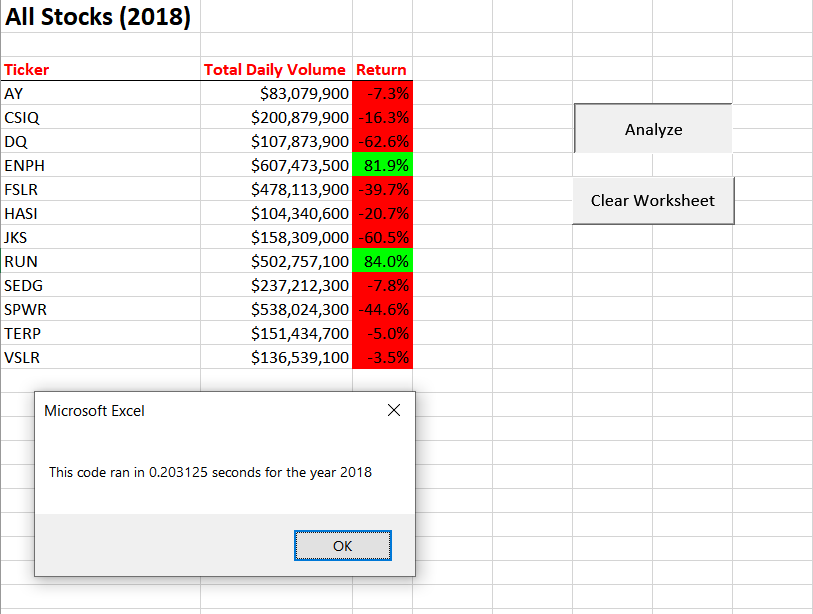 All Stocks (2018)
Ticker Total Daily Volume Return
AY $83,079,900 -7.3%
CSIQ $200,879,900 -16.3%
DQ $107,873,900 -62.6%
ENPH $607,473,500 81.9%
FSLR $478,113,900 -39.7%
HASI $104,340,600 -20.7%
JKS $158,309,000 -60.5%
RUN $502,757,100 84.0%
SEDG $237,212,300 -7.8%
SPWR $538,024,300 -44.6%
TERP $151,434,700 -5.0%
VSLR $136,539,100 -3.5%
Analyze
Clear Worksheet
Microsoft Excel
This code ran in 0.203125 seconds for the year 2018
OK